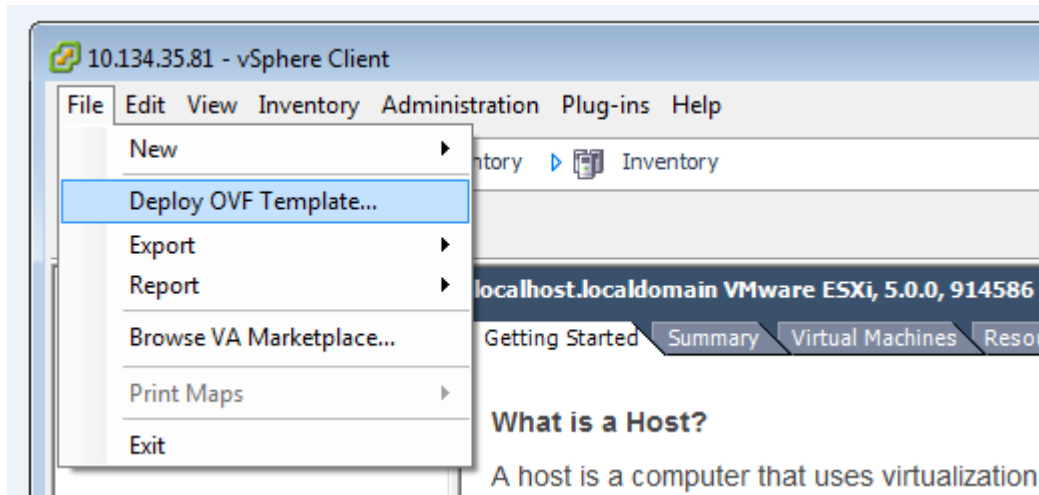 10.134.35.81 - vSphere Client
File Edit View Inventory Administration Plug-ins Help
New
Inventory
Deploy OVF Template...
Export
Report
localhost.localdomain VMware ESXi, 5.0.0, 914586
Browse VA Marketplace...
Getting Started Summary Virtual Machines
Print Maps
What is a Host?
Exit
A host is a computer that uses virtualization